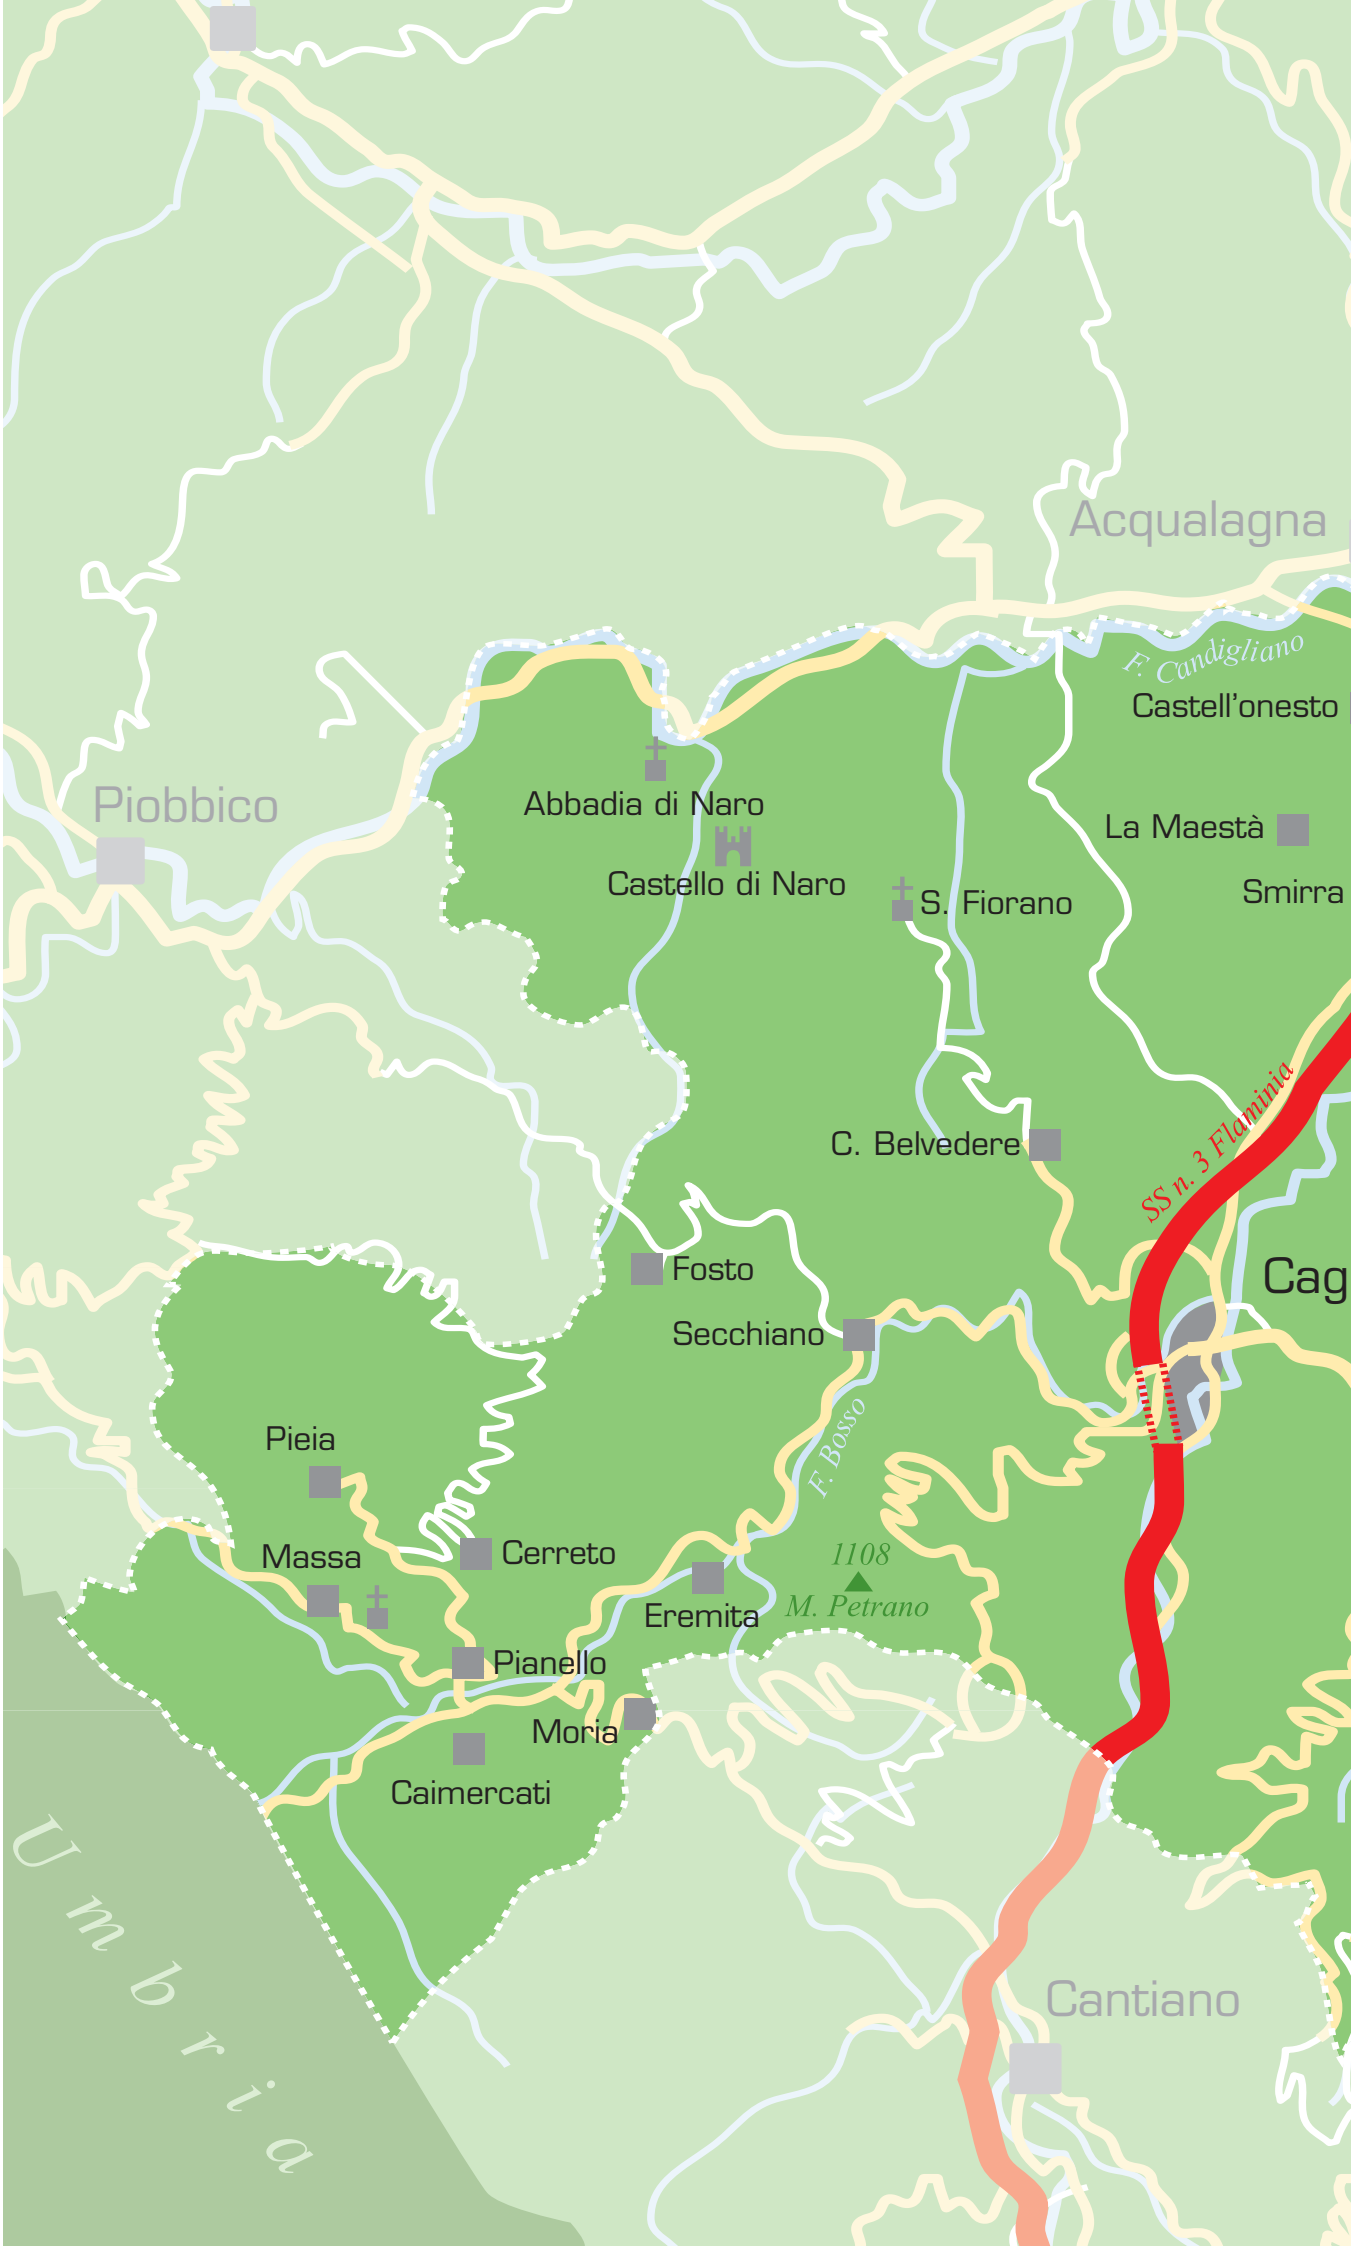 Acqualagna
F. Candigliano
Castell'onesto
Piobbico
Abbadia di Naro
La Maestà
Castello di Naro
Smirra
S. Fiorano
SS n. 3 Flaminia
C. Belvedere
Fosto
Cag
Secchiano
F. Bosso
Pieia
Massa
Cerreto
1108
M. Petrano
Eremita
Pianello
Moria
Caimercati
Umbria
Cantiano